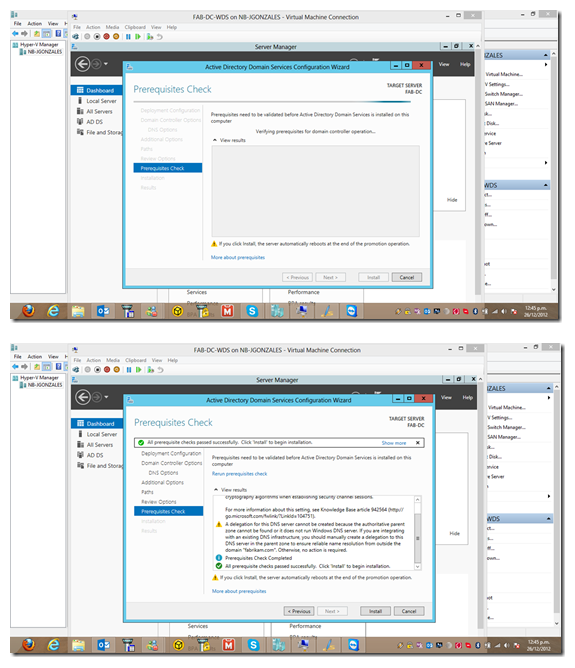 FAB-DC-WDS on NB-JGONZALES - Virtual Machine Connection
File Action View H
File Action Media Clipboard View Help
Hyper-V Manager
NB-JGONZALES
Server Manager
Active Directory Domain Services Configuration Wizard
View Help
Dashboard
Local Server
All Servers
AD DS
File and Storag
Prerequisites Check
TARGET SERVER
FAB-DC
Deployment Configuration
Domain Controller Options
DNS Options
Additional Options
Paths
Review Options
Prerequisites Check
Installation
Results
Prerequisites need to be validated before Active Directory Domain Services is installed on this
computer
Verifying prerequisites for domain controller operation...
View results
If you click Install, the server automatically reboots at the end of the promotion operation.
More about prerequisites
< Previous Next > Install Cancel
Hide
Services
Performance
NZALES
Virtual Machine...
V Settings...
Switch Manager...
SAN Manager...
Disk...
ervice
e Server
WDS
12:45 p.m.
26/12/2012
FAB-DC-WDS on NB-JGONZALES - Virtual Machine Connection
File Action View H
File Action Media Clipboard View Help
Hyper-V Manager
NB-JGONZALES
Server Manager
Active Directory Domain Services Configuration Wizard
View Help
Dashboard
Local Server
All Servers
AD DS
File and Storag
Prerequisites Check
TARGET SERVER
FAB-DC
All prerequisite checks passed successfully. Click 'Install' to begin installation.
Show more
Deployment Configuration
Domain Controller Options
DNS Options
Additional Options
Paths
Review Options
Prerequisites Check
Installation
Results
Prerequisites need to be validated before Active Directory Domain Services is installed on this
computer
Rerun prerequisites check
View results
cryptography algorithms when establishing security channel sessions.
For more information about this setting, see Knowledge Base article 942564 (http://
go.microsoft.com/fwlink/?LinkId=104751).
A delegation for this DNS server cannot be created because the authoritative parent
zone cannot be found or it does not run Windows DNS server. If you are integrating
with an existing DNS infrastructure, you should manually create a delegation to this
DNS server in the parent zone to ensure reliable name resolution from outside the
domain "fabrikam.com". Otherwise, no action is required.
Prerequisites Check Completed
All prerequisite checks passed successfully. Click 'Install' to begin installation.
If you click Install, the server automatically reboots at the end of the promotion operation.
More about prerequisites
< Previous Next > Install Cancel
Hide
Services
Performance
NZALES
Virtual Machine...
V Settings...
Switch Manager...
SAN Manager...
Disk...
ervice
e Server
WDS
12:45 p.m.
26/12/2012